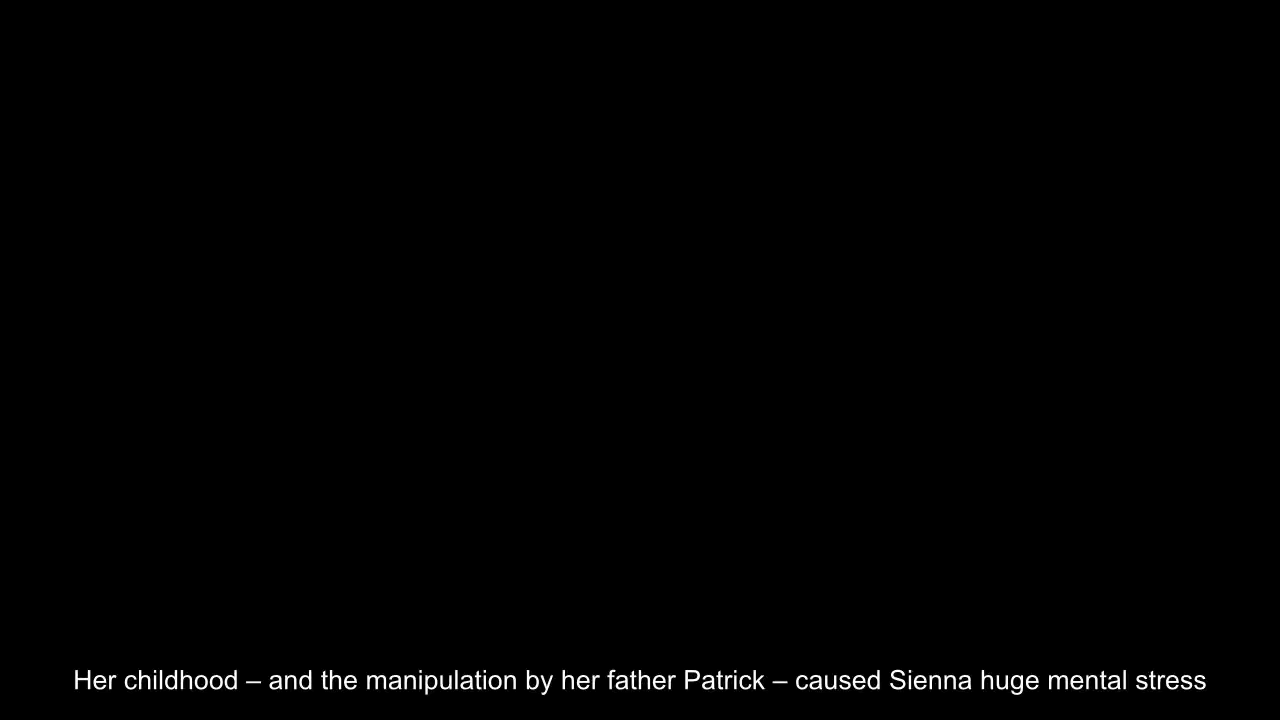 Her childhood – and the manipulation by her father Patrick – caused Sienna huge mental stress